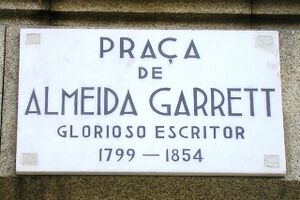 PRAÇA
DE
ALMEIDA GARRETT
GLORIOSO ESCRITOR
1799 — 1854